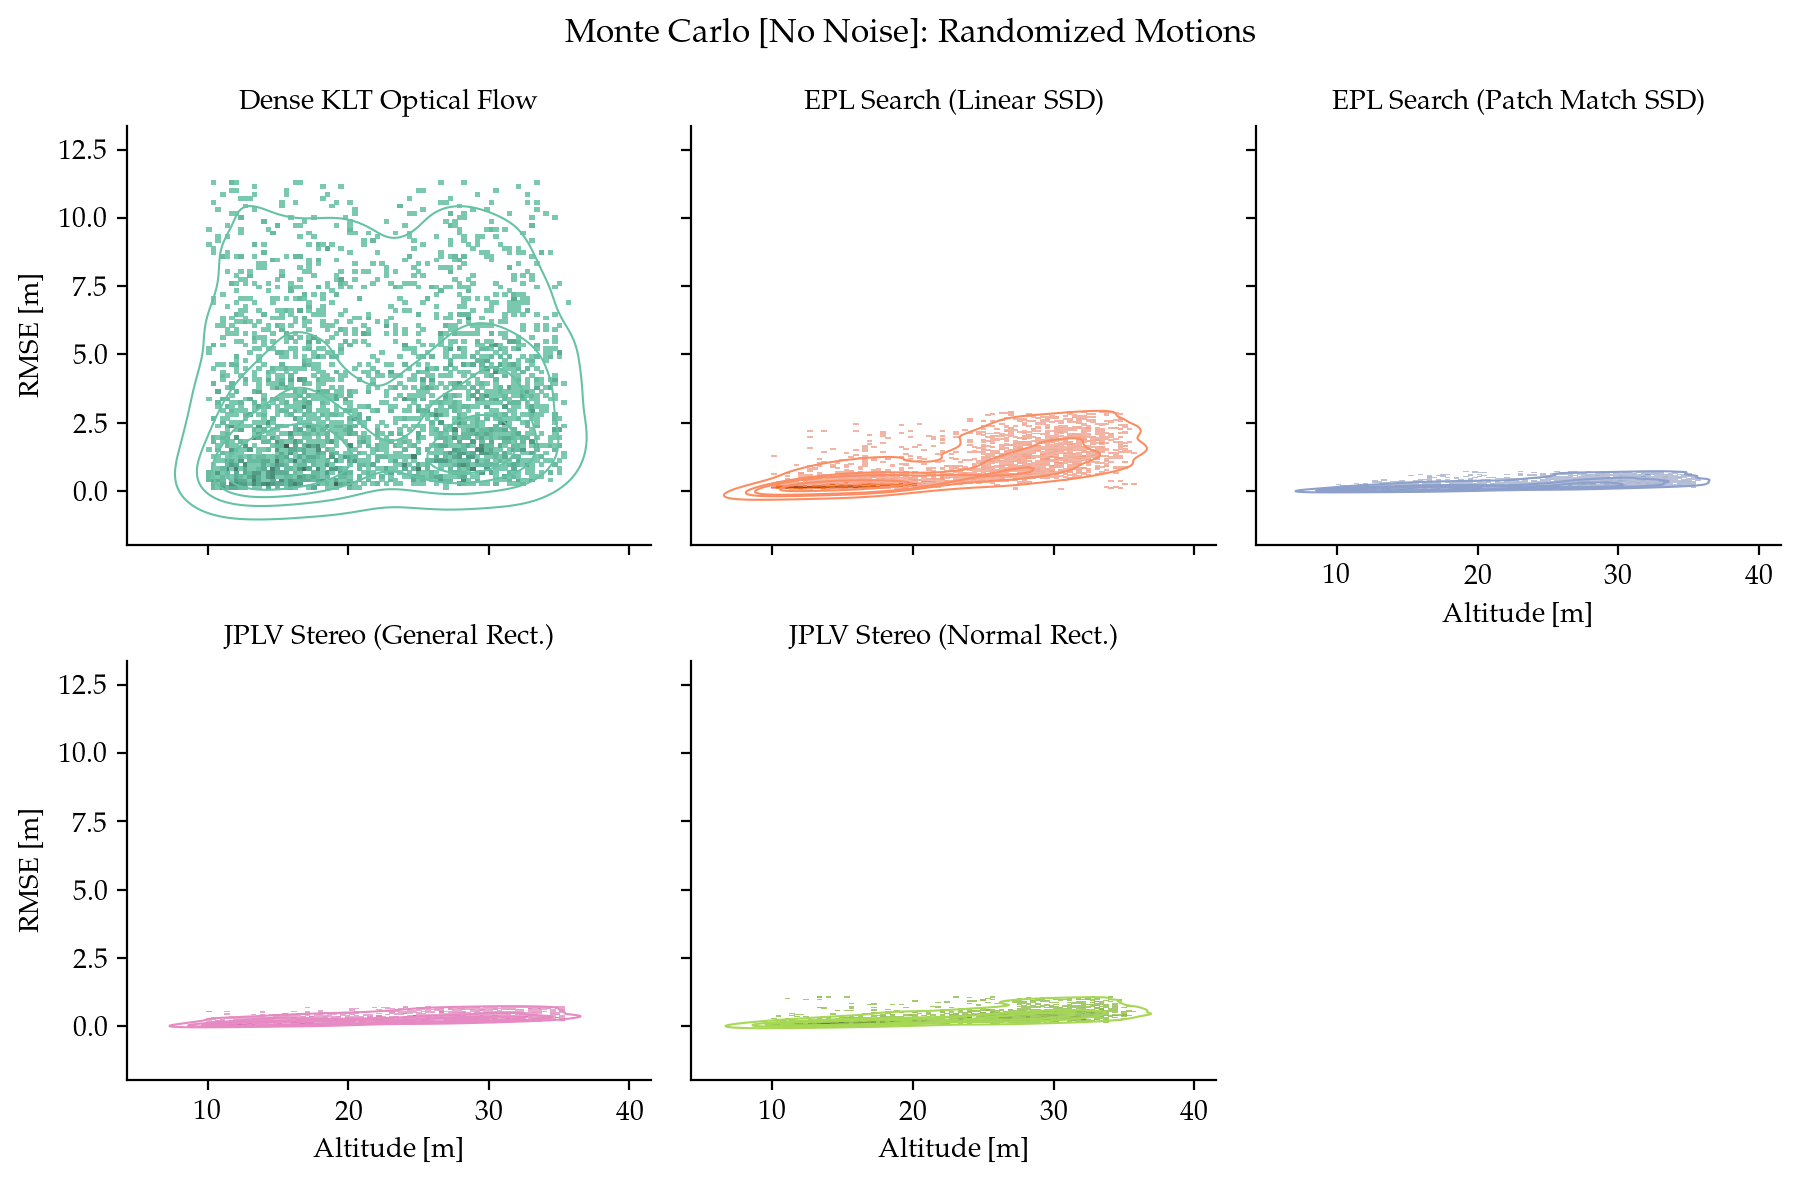 Monte Carlo [No Noise]: Randomized Motions
Dense KLT Optical Flow
EPL Search (Linear SSD)
EPL Search (Patch Match SSD)
12.5
10.0
7.5
5.0
2.5
0.0
RMSE [m]
10 20 30 40
Altitude [m]
JPLV Stereo (General Rect.)
JPLV Stereo (Normal Rect.)
12.5
10.0
7.5
5.0
2.5
0.0
RMSE [m]
10 20 30 40
10 20 30 40
Altitude [m]
Altitude [m]